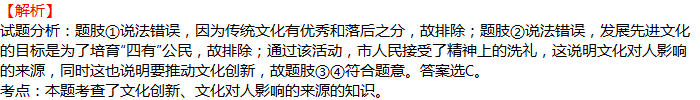 【解析】
试题分析：题肢①说法错误，因为传统文化有优秀和落后之分，故排除；题肢②说法错误，发展先进文化
的目标是为了培育“四有”公民，故排除；通过该活动，市人民接受了精神上的洗礼，这说明文化对人影响
的来源，同时这也说明要推动文化创新，故题肢③④符合题意。答案选C。
考点：本题考查了文化创新、文化对人影响的来源的知识。